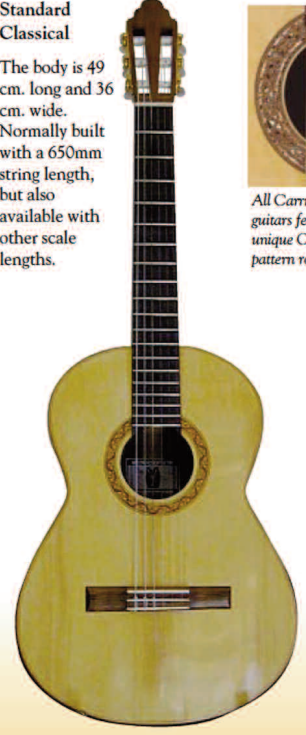 Standard
Classical
The body is 49
cm. long and 36
cm. wide.
Normally built
with a 650mm
string length,
but also
available with
other scale
lengths.
All
guitars
unique
pattern